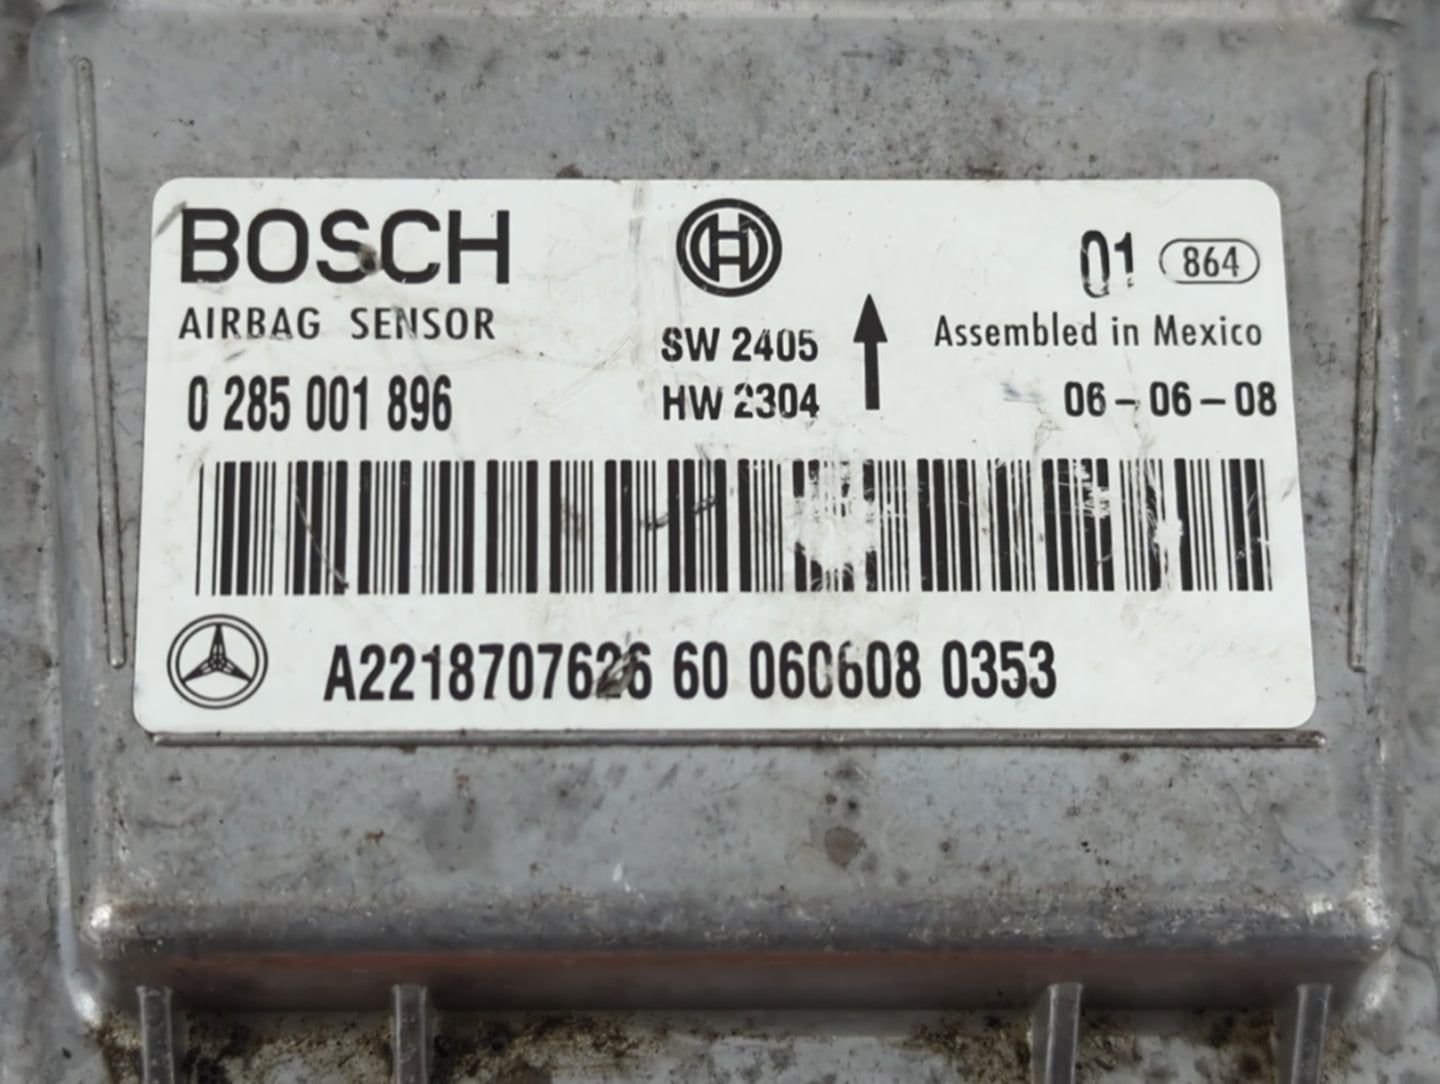 BOSCH
01 864
AIRBAG SENSOR
SW 2405
Assembled in Mexico
0 285 001 896
HW 2304
06-06-08
A2218707626 60 0606080 0353